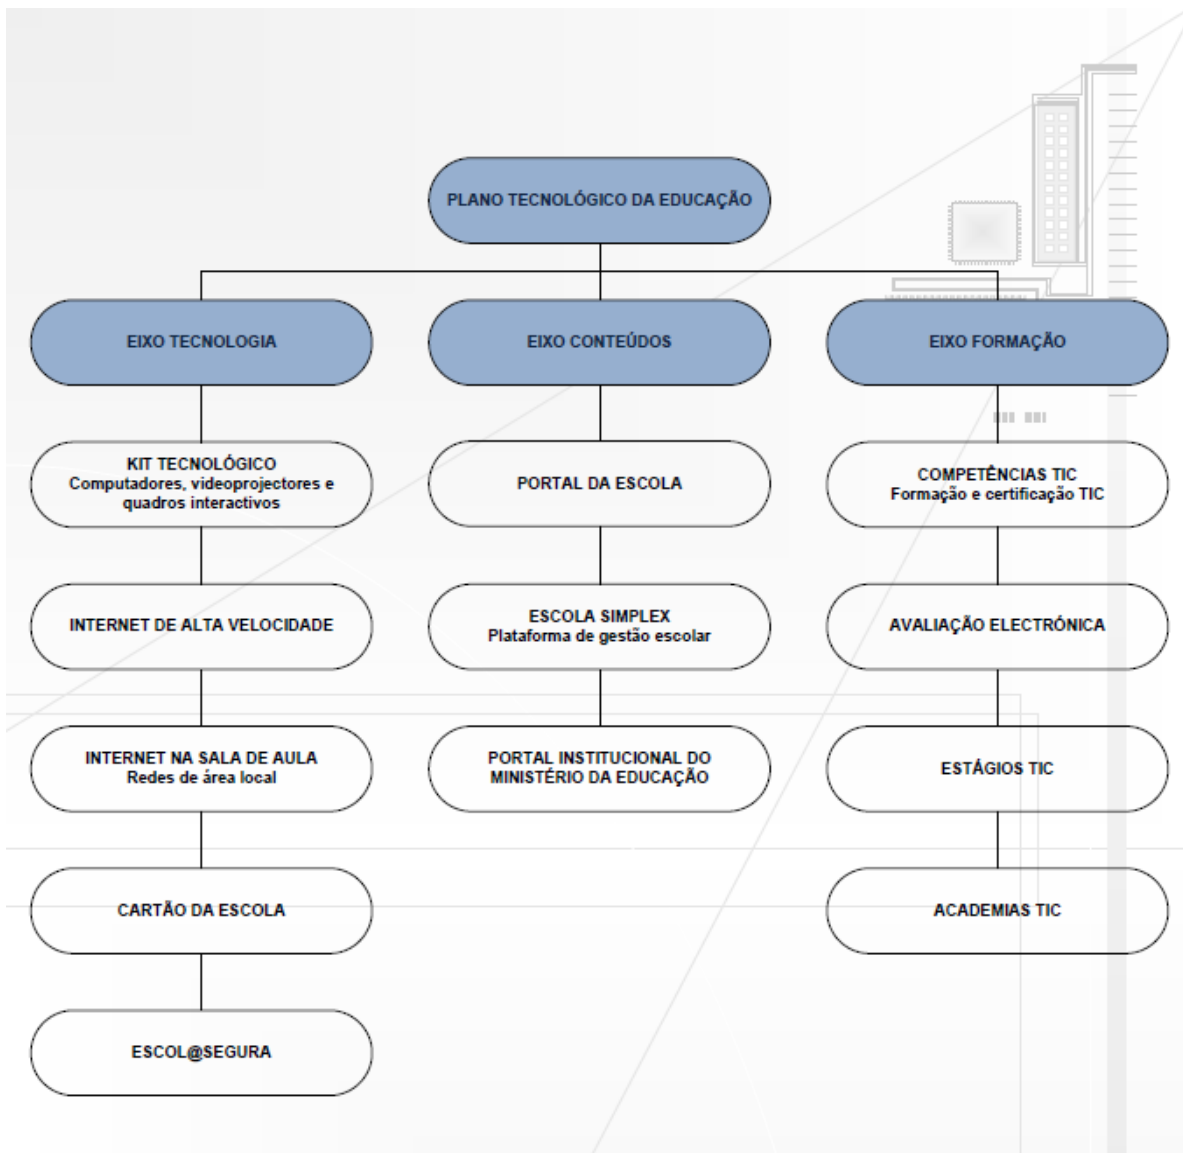 PLANO TECNOLÓGICO DA EDUCAÇÃO
EIXO TECNOLOGIA
EIXO CONTEÚDOS
EIXO FORMAÇÃO
KIT TECNOLÓGICO
Computadores, videoprojectores e
quadros interactivos
PORTAL DA ESCOLA
COMPETÊNCIAS TIC
Formação e certificação TIC
INTERNET DE ALTA VELOCIDADE
ESCOLA SIMPLEX
Plataforma de gestão escolar
AVALIAÇÃO ELECTRÓNICA
INTERNET NA SALA DE AULA
Redes de área local
PORTAL INSTITUCIONAL DO
MINISTÉRIO DA EDUCAÇÃO
ESTÁGIOS TIC
CARTÃO DA ESCOLA
ACADEMIAS TIC
ESCOL@SEGURA